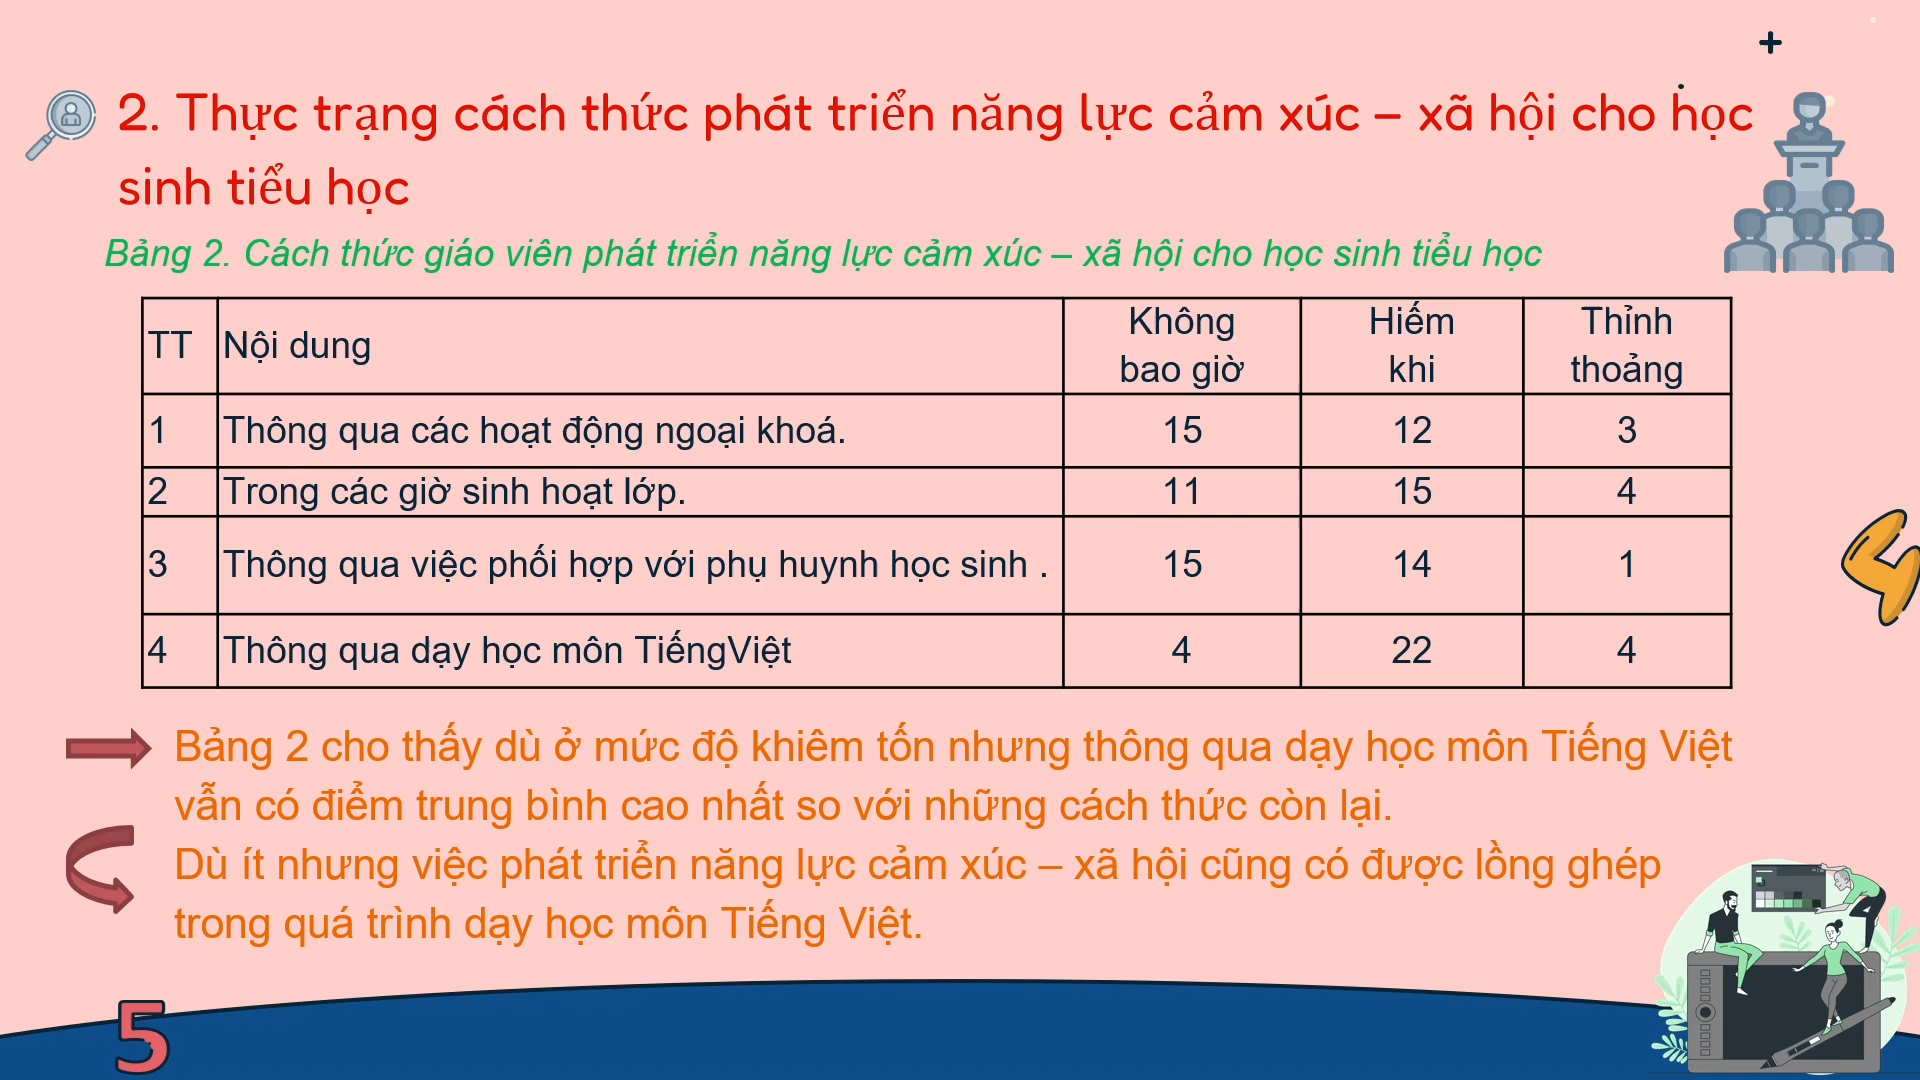 2. Thực trạng cách thức phát triển năng lực cảm xúc – xã hội cho học
sinh tiểu học
Bảng 2. Cách thức giáo viên phát triển năng lực cảm xúc – xã hội cho học sinh tiểu học
TT Nội dung Không bao giờ Hiếm khi Thỉnh thoảng
1 Thông qua các hoạt động ngoại khoá. 15 12 3
2 Trong các giờ sinh hoạt lớp. 11 15 4
3 Thông qua việc phối hợp với phụ huynh học sinh . 15 14 1
4 Thông qua dạy học môn TiếngViệt 4 22 4
Bảng 2 cho thấy dù ở mức độ khiêm tốn nhưng thông qua dạy học môn Tiếng Việt
vẫn có điểm trung bình cao nhất so với những cách thức còn lại.
Dù ít nhưng việc phát triển năng lực cảm xúc – xã hội cũng có được lồng ghép
trong quá trình dạy học môn Tiếng Việt.
5